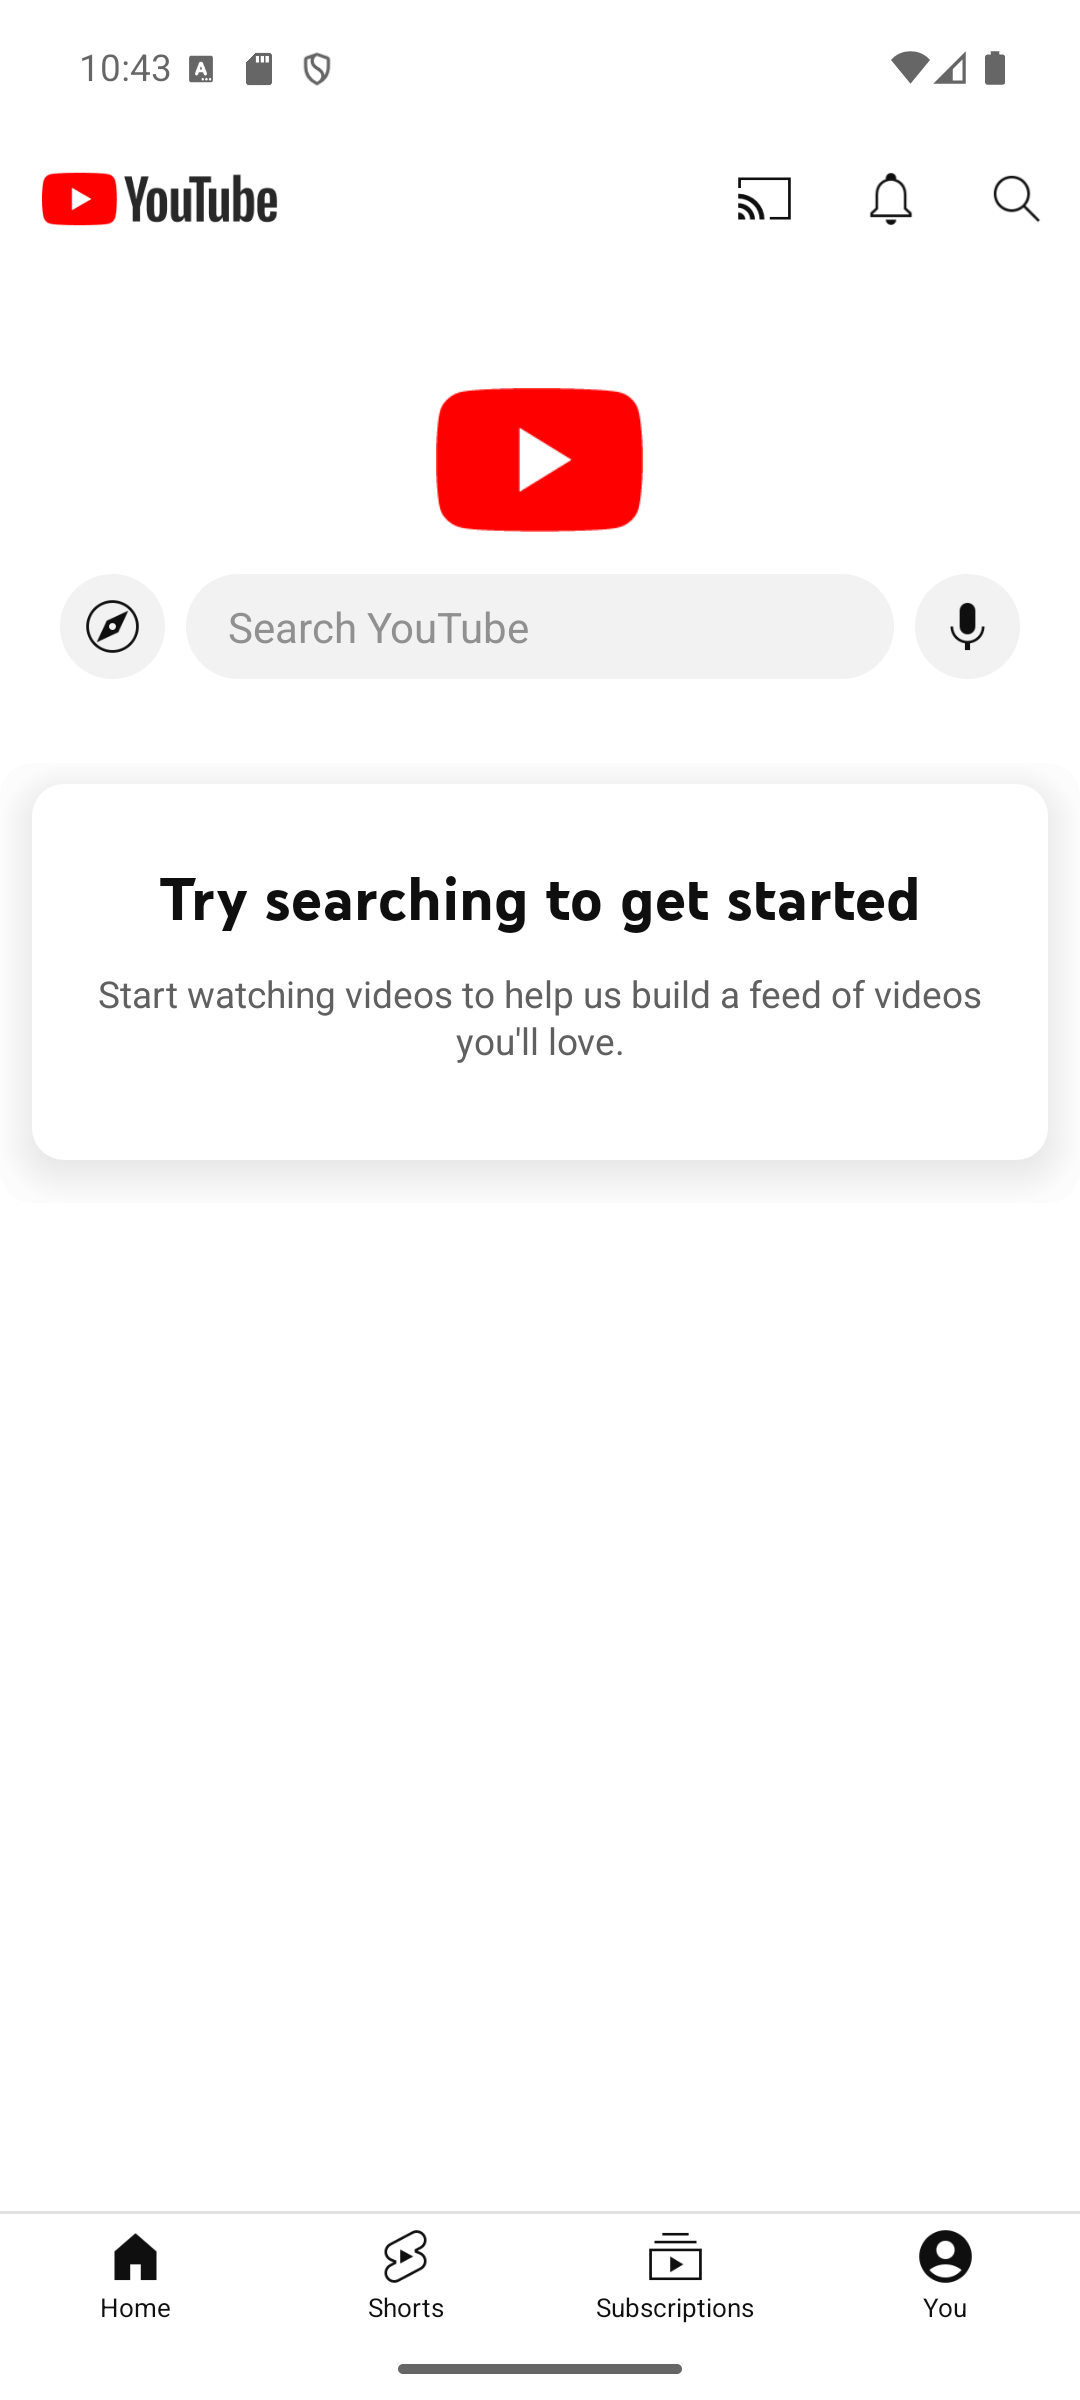 10:43
YouTube
Search YouTube
Try searching to get started
Start watching videos to help us build a feed of videos
you'll love.
Home
Shorts
Subscriptions
You